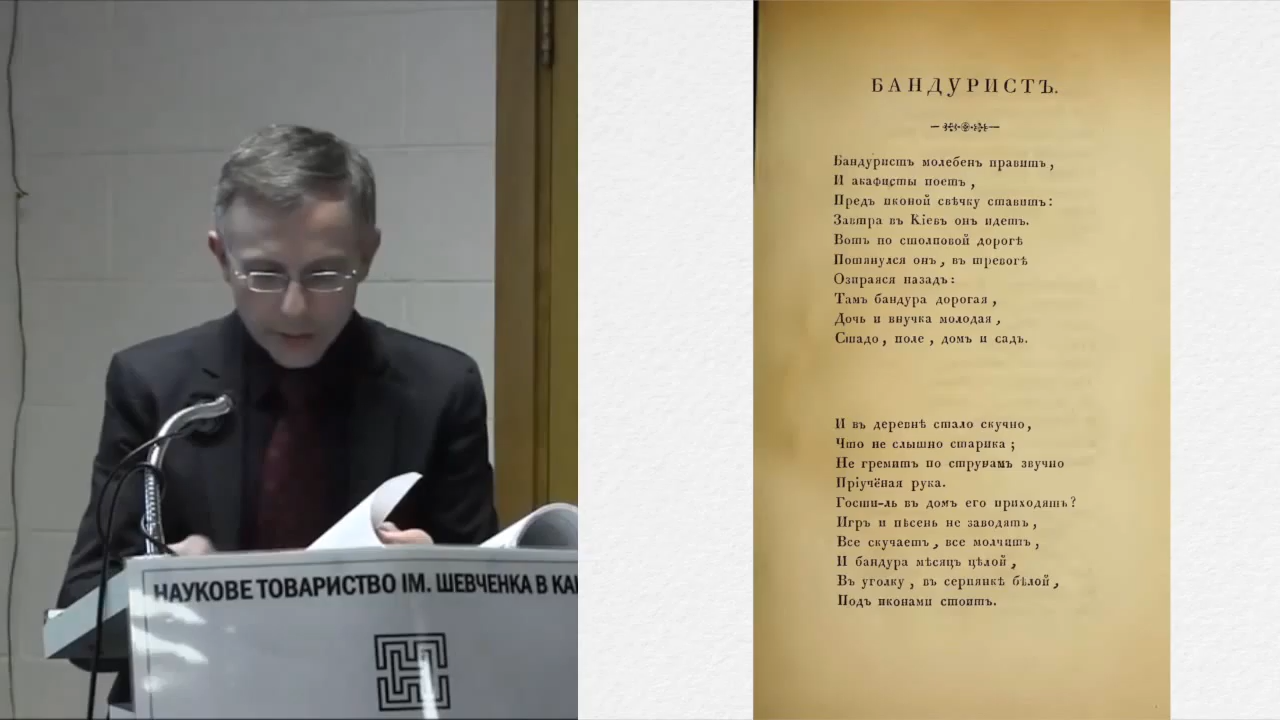 НАУКОВЕ ТОВАРИСТВО ІМ. ШЕВЧЕНКА В КА
БАНДУРИСТЪ.
Бандуристъ молебенъ правитъ,
И акафисты поетъ,
Предъ иконой свѣчку ставитъ:
Завтра въ Кіевъ онъ идетъ.
Вотъ по столповой дорогѣ
Потянулся онъ, въ тревогѣ
Озираяся назадъ:
Тамъ бандура дорогая,
Дочь и внучка молодая,
Стадо, поле, домъ и садъ.
И въ деревнѣ стало скучно,
Что не слышно старика;
Не гремитъ по струнамъ звучно
Пріучёная рука.
Гости-ль въ домъ его приходятъ?
Игръ и пѣсень не заводятъ,
Все скучаетъ, все молчитъ,
И бандура мѣсяцъ цѣлой,
Въ уголку, въ серпянкѣ бѣлой,
Подъ иконами стоитъ.